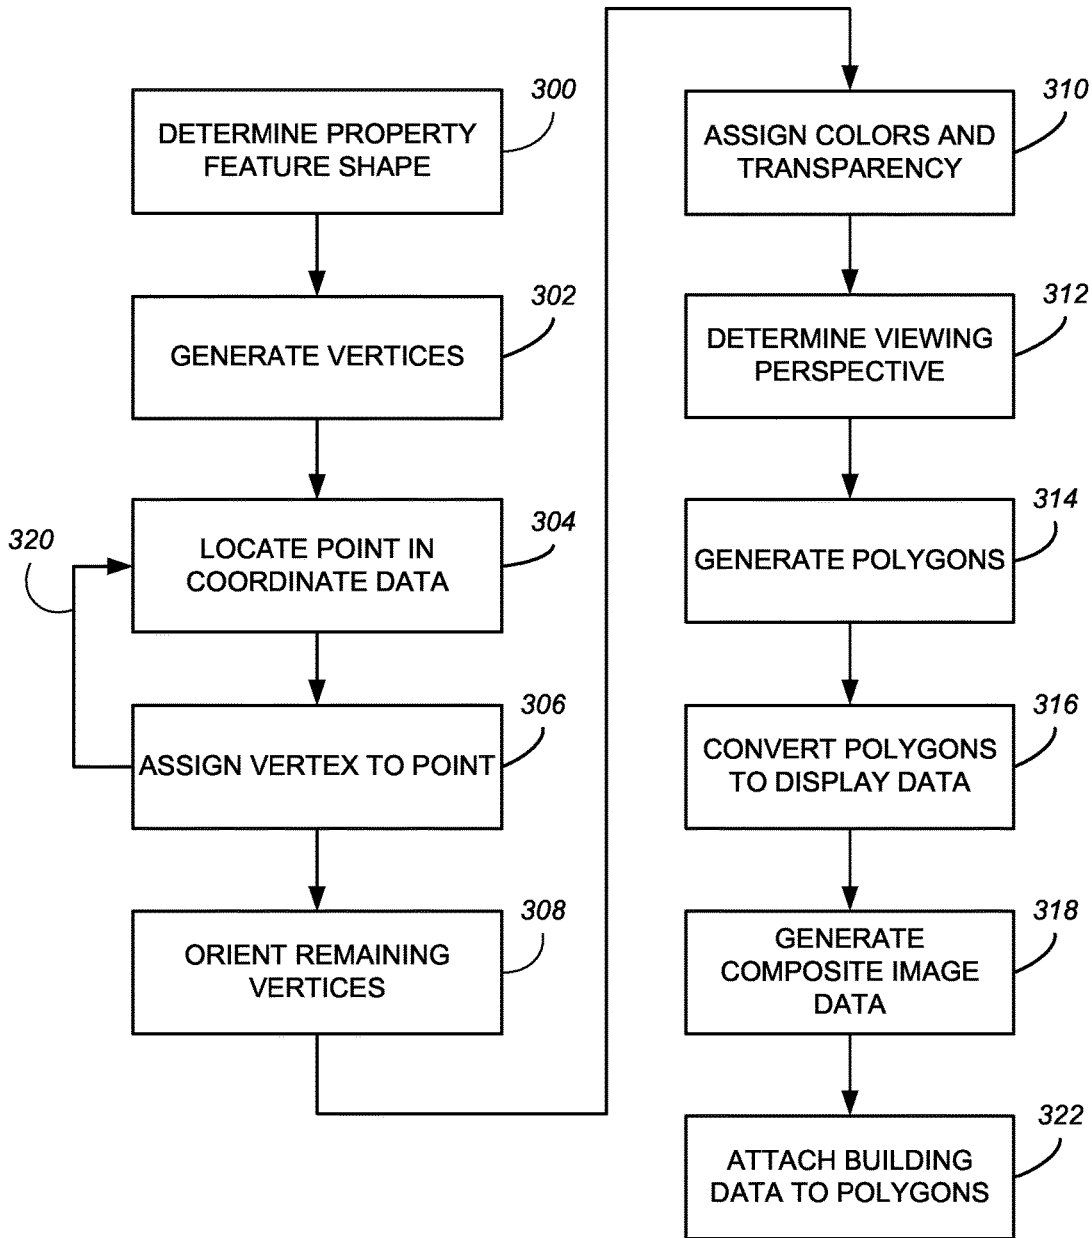 300
DETERMINE PROPERTY
FEATURE SHAPE
302
GENERATE VERTICES
304
LOCATE POINT IN
COORDINATE DATA
320
306
ASSIGN VERTEX TO POINT
308
ORIENT REMAINING
VERTICES
310
ASSIGN COLORS AND
TRANSPARENCY
312
DETERMINE VIEWING
PERSPECTIVE
314
GENERATE POLYGONS
316
CONVERT POLYGONS
TO DISPLAY DATA
318
GENERATE
COMPOSITE IMAGE
DATA
322
ATTACH BUILDING
DATA TO POLYGONS